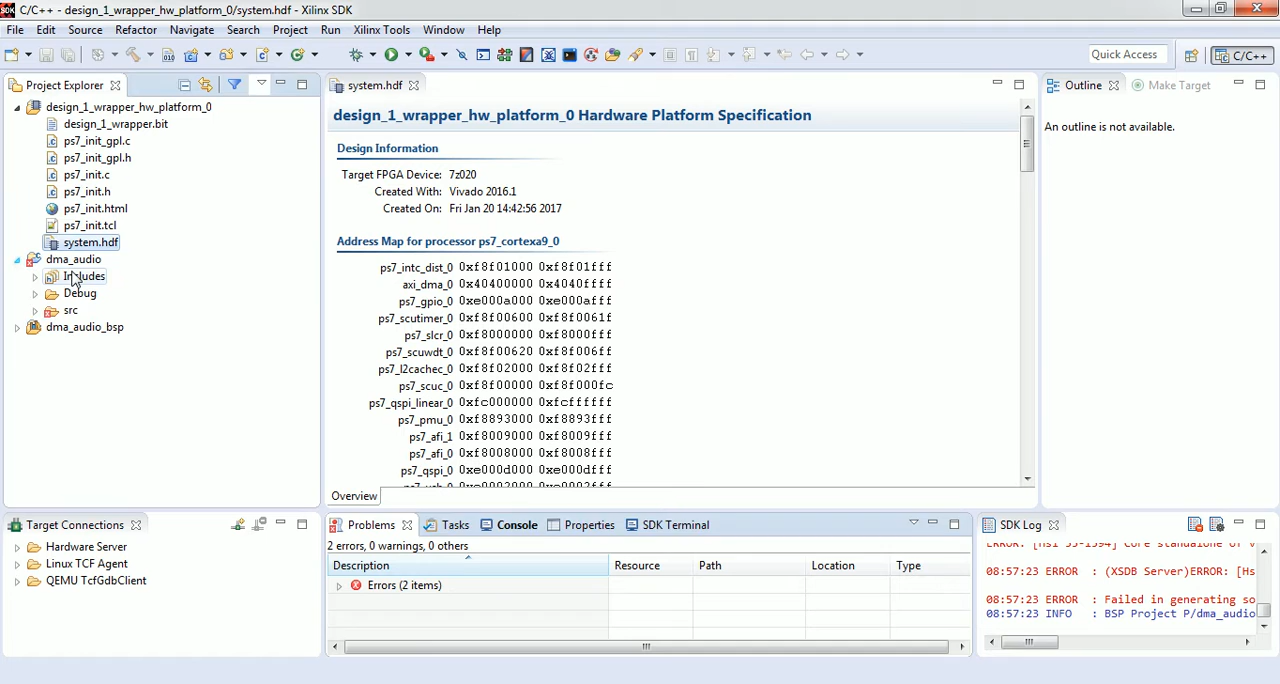 SDK C/C++ - design_1_wrapper_hw_platform_0/system.hdf - Xilinx SDK
File Edit Source Refactor Navigate Search Project Run Xilinx Tools Window Help
Quick Access C/C++
Project Explorer
design_1_wrapper_hw_platform_0
design_1_wrapper.bit
ps7_init_gpl.c
ps7_init_gpl.h
ps7_init.c
ps7_init.h
ps7_init.html
ps7_init.tcl
system.hdf
dma_audio
Includes
Debug
src
dma_audio_bsp
system.hdf
design_1_wrapper_hw_platform_0 Hardware Platform Specification
Design Information
Target FPGA Device: 7z020
Created With: Vivado 2016.1
Created On: Fri Jan 20 14:42:56 2017
Address Map for processor ps7_cortexa9_0
ps7_intc_dist_0 0xf8f01000 0xf8f01fff
axi_dma_0 0x40400000 0x4040ffff
ps7_gpio_0 0xe000a000 0xe000afff
ps7_scutimer_0 0xf8f00600 0xf8f0061f
ps7_slcr_0 0xf8000000 0xf8000fff
ps7_scuwdt_0 0xf8f00620 0xf8f006ff
ps7_l2cachec_0 0xf8f02000 0xf8f02fff
ps7_scuc_0 0xf8f00000 0xf8f000fc
ps7_qspi_linear_0 0xfc000000 0xfcffffff
ps7_pmu_0 0xf8893000 0xf8893fff
ps7_afi_1 0xf8009000 0xf8009fff
ps7_afi_0 0xf8008000 0xf8008fff
ps7_qspi_0 0xe000d000 0xe000dfff
Overview
Outline Make Target
An outline is not available.
Target Connections
Hardware Server
Linux TCF Agent
QEMU TcfGdbClient
Problems Tasks Console Properties SDK Terminal
2 errors, 0 warnings, 0 others
Description Resource Path Location Type
Errors (2 items)
SDK Log
08:57:23 ERROR : (XSDB Server)ERROR: [Hs
08:57:23 ERROR : Failed in generating so
08:57:23 INFO : BSP Project P/dma_audio